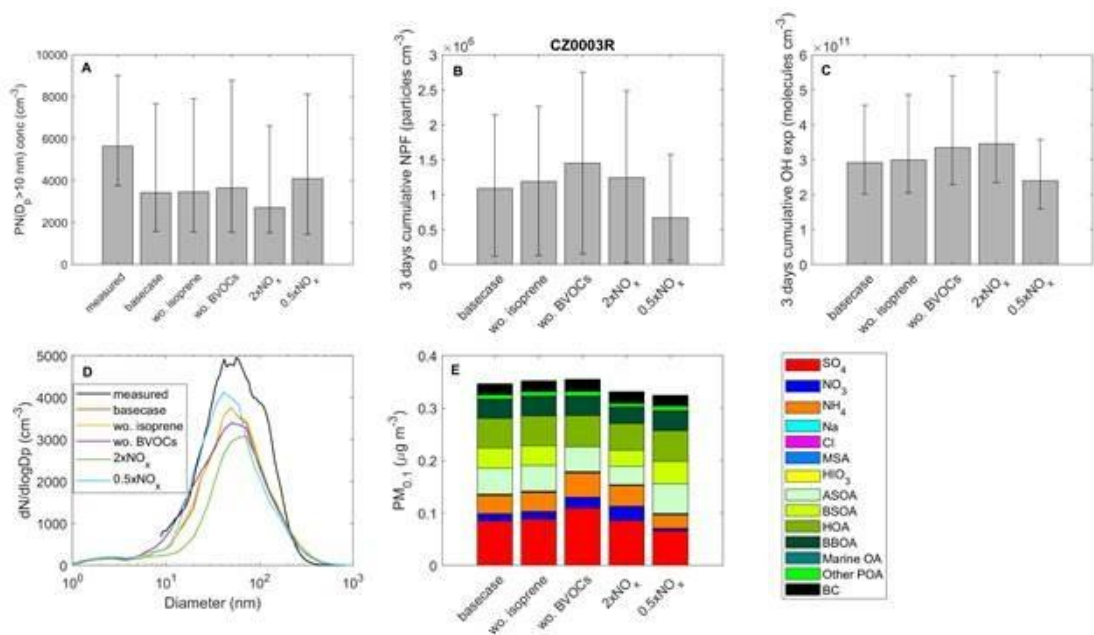 CZ0003R
A
PN(Dp>10 nm) conc (cm-3)
10000
8000
6000
4000
2000
0
measured
basecase
wo. isoprene
wo. BVOCs
2xNOx
0.5xNOx
B
3 days cumulative NPF (particles cm-3)
×10^6
3
2.5
2
1.5
1
0.5
0
basecase
wo. isoprene
wo. BVOCs
2xNOx
0.5xNOx
C
3 days cumulative OH exp (molecules cm-3)
×10^11
6
5
4
3
2
1
0
basecase
wo. isoprene
wo. BVOCs
2xNOx
0.5xNOx
D
dN/dlogDp
5000
4000
3000
2000
1000
0
measured
basecase
wo. isoprene
wo. BVOCs
2xNOx
0.5xNOx
10^0 10^1 10^2 10^3
Diameter (nm)
E
PM0.1 (μg m-3)
0.4
0.3
0.2
0.1
0
basecase
wo. isoprene
wo. BVOCs
2xNOx
0.5xNOx
SO4
NO3
NH4
Na
Cl
MSA
HIO3
ASOA
BSOA
HOA
BBOA
Marine OA
Other POA
BC